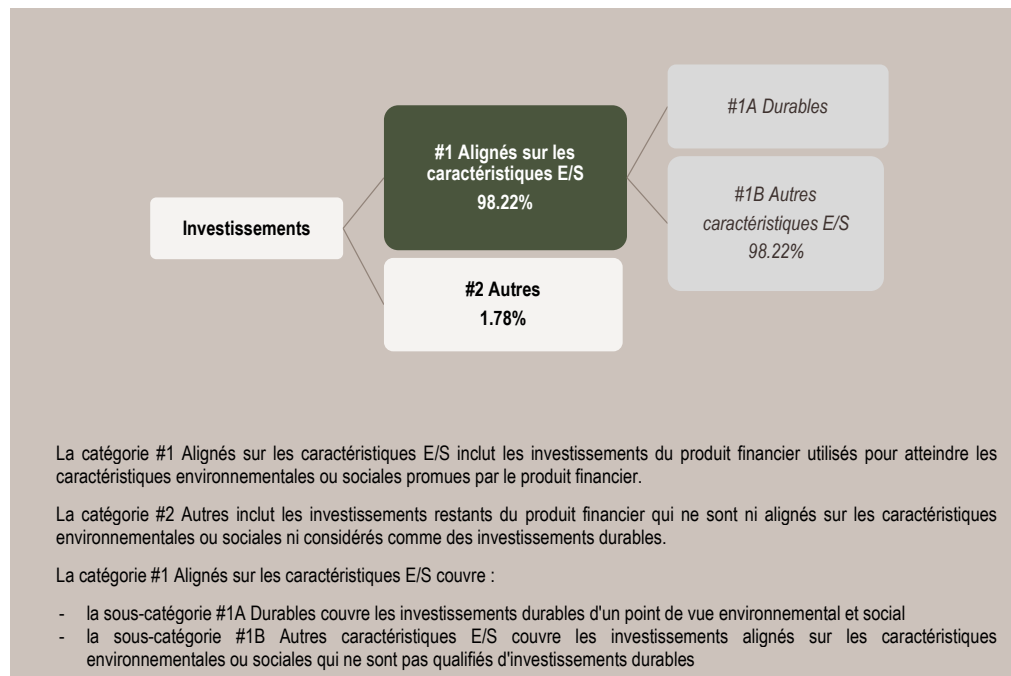 #1A Durables
#1 Alignés sur les
caractéristiques E/S
98.22%
#1B Autres
caractéristiques E/S
98.22%
Investissements
#2 Autres
1.78%
La catégorie #1 Alignés sur les caractéristiques E/S inclut les investissements du produit financier utilisés pour atteindre les
caractéristiques environnementales ou sociales promues par le produit financier.
La catégorie #2 Autres inclut les investissements restants du produit financier qui ne sont ni alignés sur les caractéristiques
environnementales ou sociales ni considérés comme des investissements durables.
La catégorie #1 Alignés sur les caractéristiques E/S couvre :
- la sous-catégorie #1A Durables couvre les investissements durables d'un point de vue environnemental et social
- la sous-catégorie #1B Autres caractéristiques E/S couvre les investissements alignés sur les caractéristiques
environnementales ou sociales qui ne sont pas qualifiés d'investissements durables